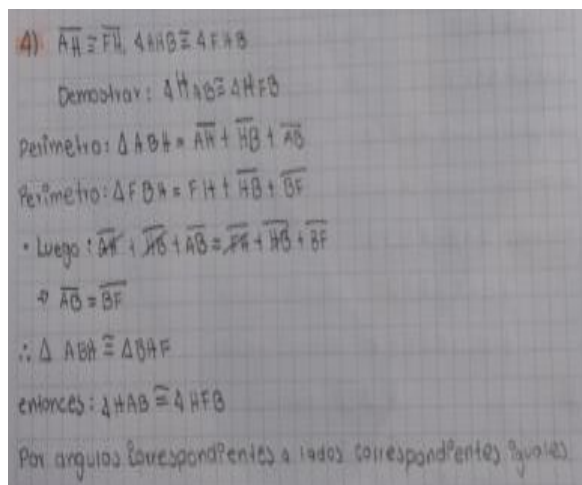 4) AH ≅ FH, ∡AHB ≅ ∡FHB
Demostrar: ∡HAB ≅ ∡HFB
Perímetro: Δ ABH = AH + HB + AB
Perímetro: Δ FBH = FH + HB + BF
• Luego: AH + HB + AB = FH + HB + BF
⇒ AB = BF
∴ Δ ABH ≅ Δ BHF
entonces: ∡HAB ≅ ∡HFB
Por angulos correspondientes a lados correspondientes iguales